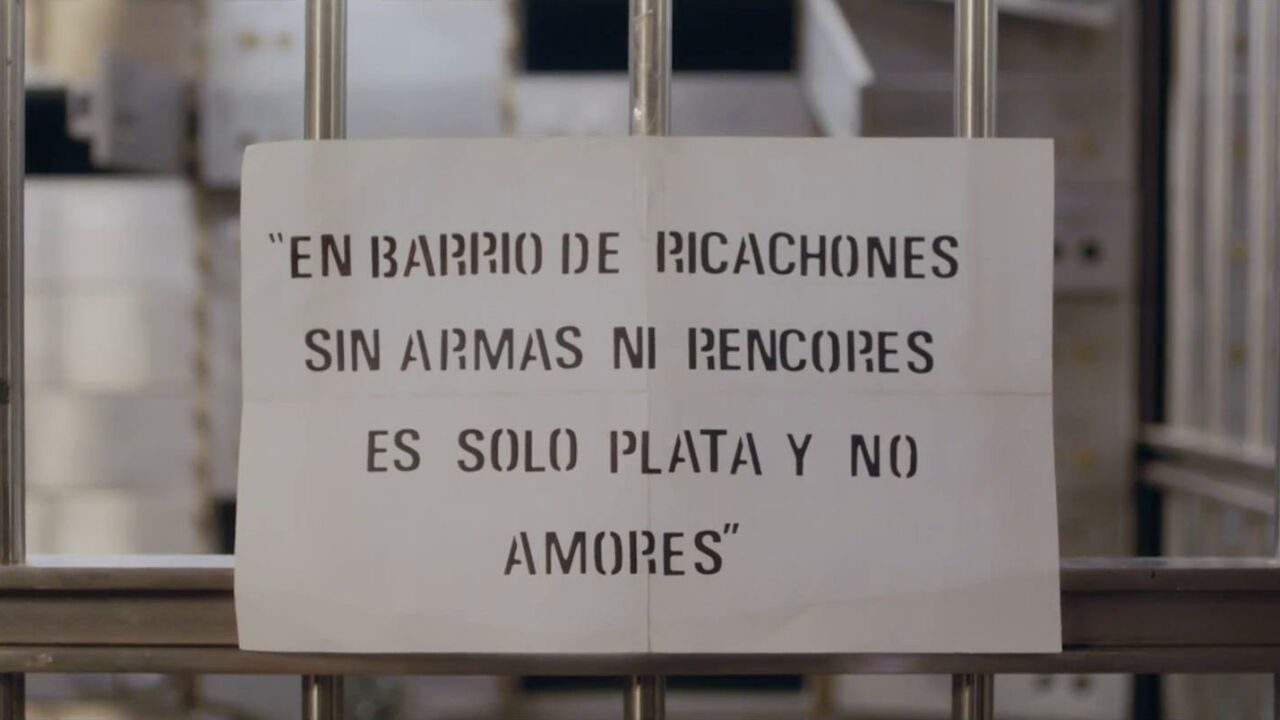 "EN BARRIO DE RICACHONES
SIN ARMAS NI RENCORES
ES SOLO PLATA Y NO
AMORES"